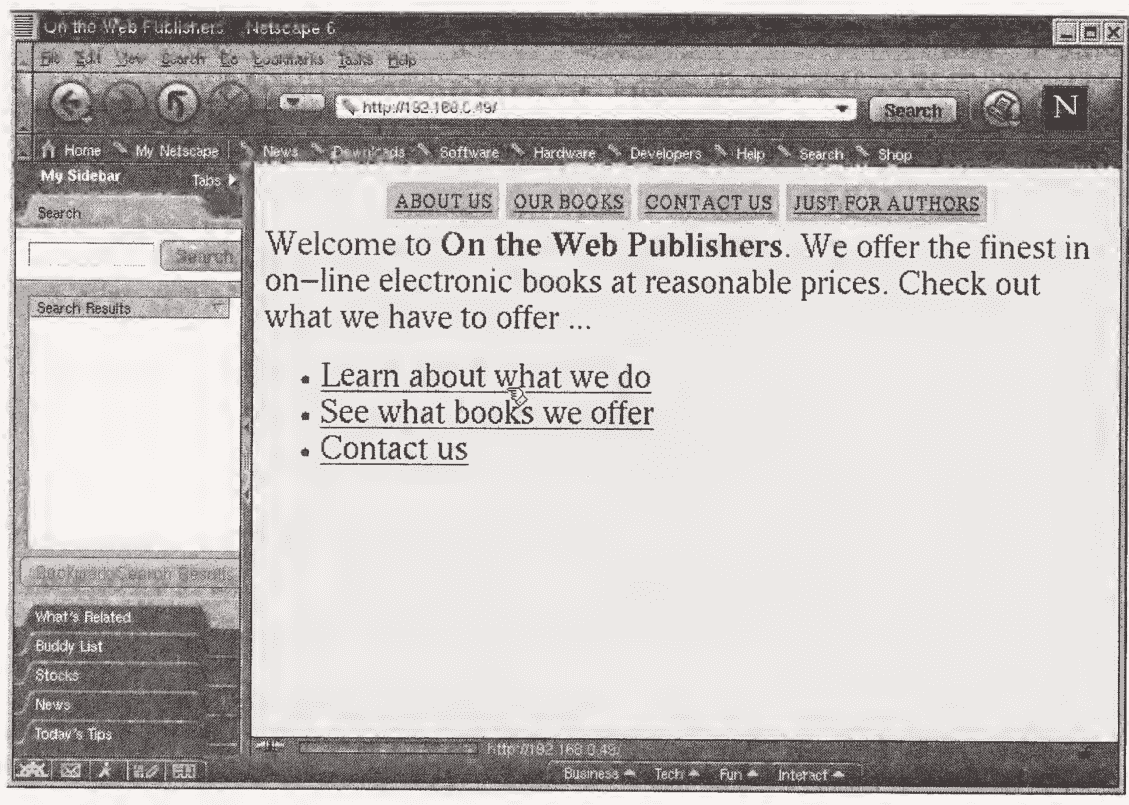 On the Web Publishers Netscape 6
File Edit View Search Go Bookmarks Tasks Help
http://192.168.0.49/ Search N
Home My Netscape News Downloads Software Hardware Developers Help Search Shop
My Sidebar Tabs
Search
Search
Search Results
What's Related
Buddy List
Stocks
News
Today's Tips
ABOUT US OUR BOOKS CONTACT US JUST FOR AUTHORS
Welcome to On the Web Publishers. We offer the finest in
on-line electronic books at reasonable prices. Check out
what we have to offer ...
• Learn about what we do
• See what books we offer
• Contact us
http://192.168.0.49/
Business Tech Fun Interact